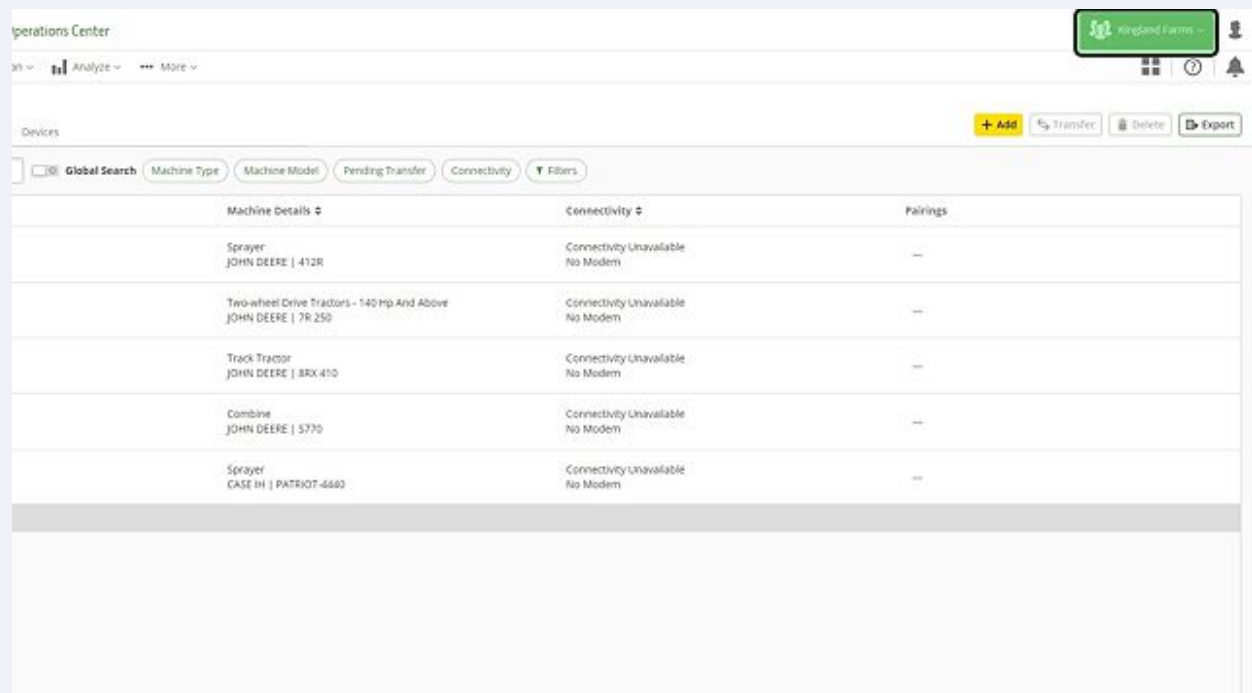 perations Center
Kingland Farms
on
Analyze
More
Devices
+ Add
Transfer
Delete
Export
Global Search
Machine Type
Machine Model
Pending Transfer
Connectivity
Filters
Machine Details
Connectivity
Pairings
Sprayer
JOHN DEERE | 412R
Connectivity Unavailable
No Modem
---
Two-wheel Drive Tractors - 140 Hp And Above
JOHN DEERE | 7R 250
Connectivity Unavailable
No Modem
---
Track Tractor
JOHN DEERE | 8RX 410
Connectivity Unavailable
No Modem
---
Combine
JOHN DEERE | S770
Connectivity Unavailable
No Modem
---
Sprayer
CASE IH | PATRIOT-4440
Connectivity Unavailable
No Modem
---